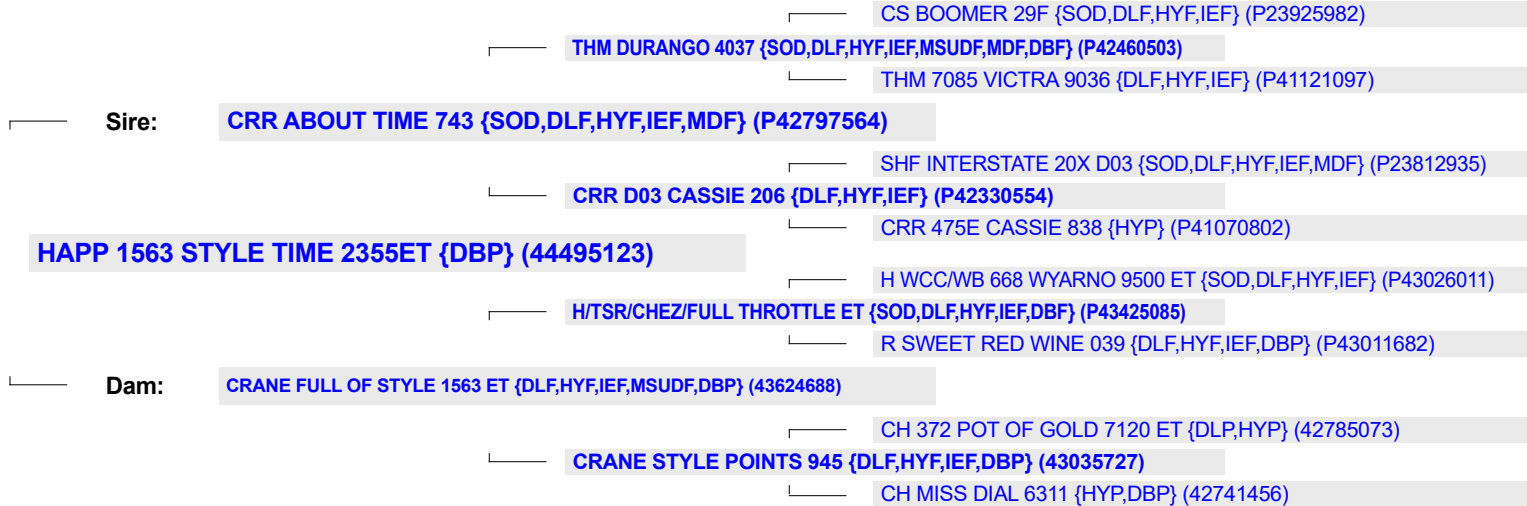 CS BOOMER 29F {SOD,DLF,HYF,IEF} (P23925982)
THM DURANGO 4037 {SOD,DLF,HYF,IEF,MSUDF,MDF,DBF} (P42460503)
THM 7085 VICTRA 9036 {DLF,HYF,IEF} (P41121097)
Sire: CRR ABOUT TIME 743 {SOD,DLF,HYF,IEF,MDF} (P42797564)
SHF INTERSTATE 20X D03 {SOD,DLF,HYF,IEF,MDF} (P23812935)
CRR D03 CASSIE 206 {DLF,HYF,IEF} (P42330554)
CRR 475E CASSIE 838 {HYP} (P41070802)
HAPP 1563 STYLE TIME 2355ET {DBP} (44495123)
H WCC/WB 668 WYARNO 9500 ET {SOD,DLF,HYF,IEF} (P43026011)
H/TSR/CHEZ/FULL THROTTLE ET {SOD,DLF,HYF,IEF,DBF} (P43425085)
R SWEET RED WINE 039 {DLF,HYF,IEF,DBP} (P43011682)
Dam: CRANE FULL OF STYLE 1563 ET {DLF,HYF,IEF,MSUDF,DBP} (43624688)
CH 372 POT OF GOLD 7120 ET {DLP,HYP} (42785073)
CRANE STYLE POINTS 945 {DLF,HYF,IEF,DBP} (43035727)
CH MISS DIAL 6311 {HYP,DBP} (42741456)